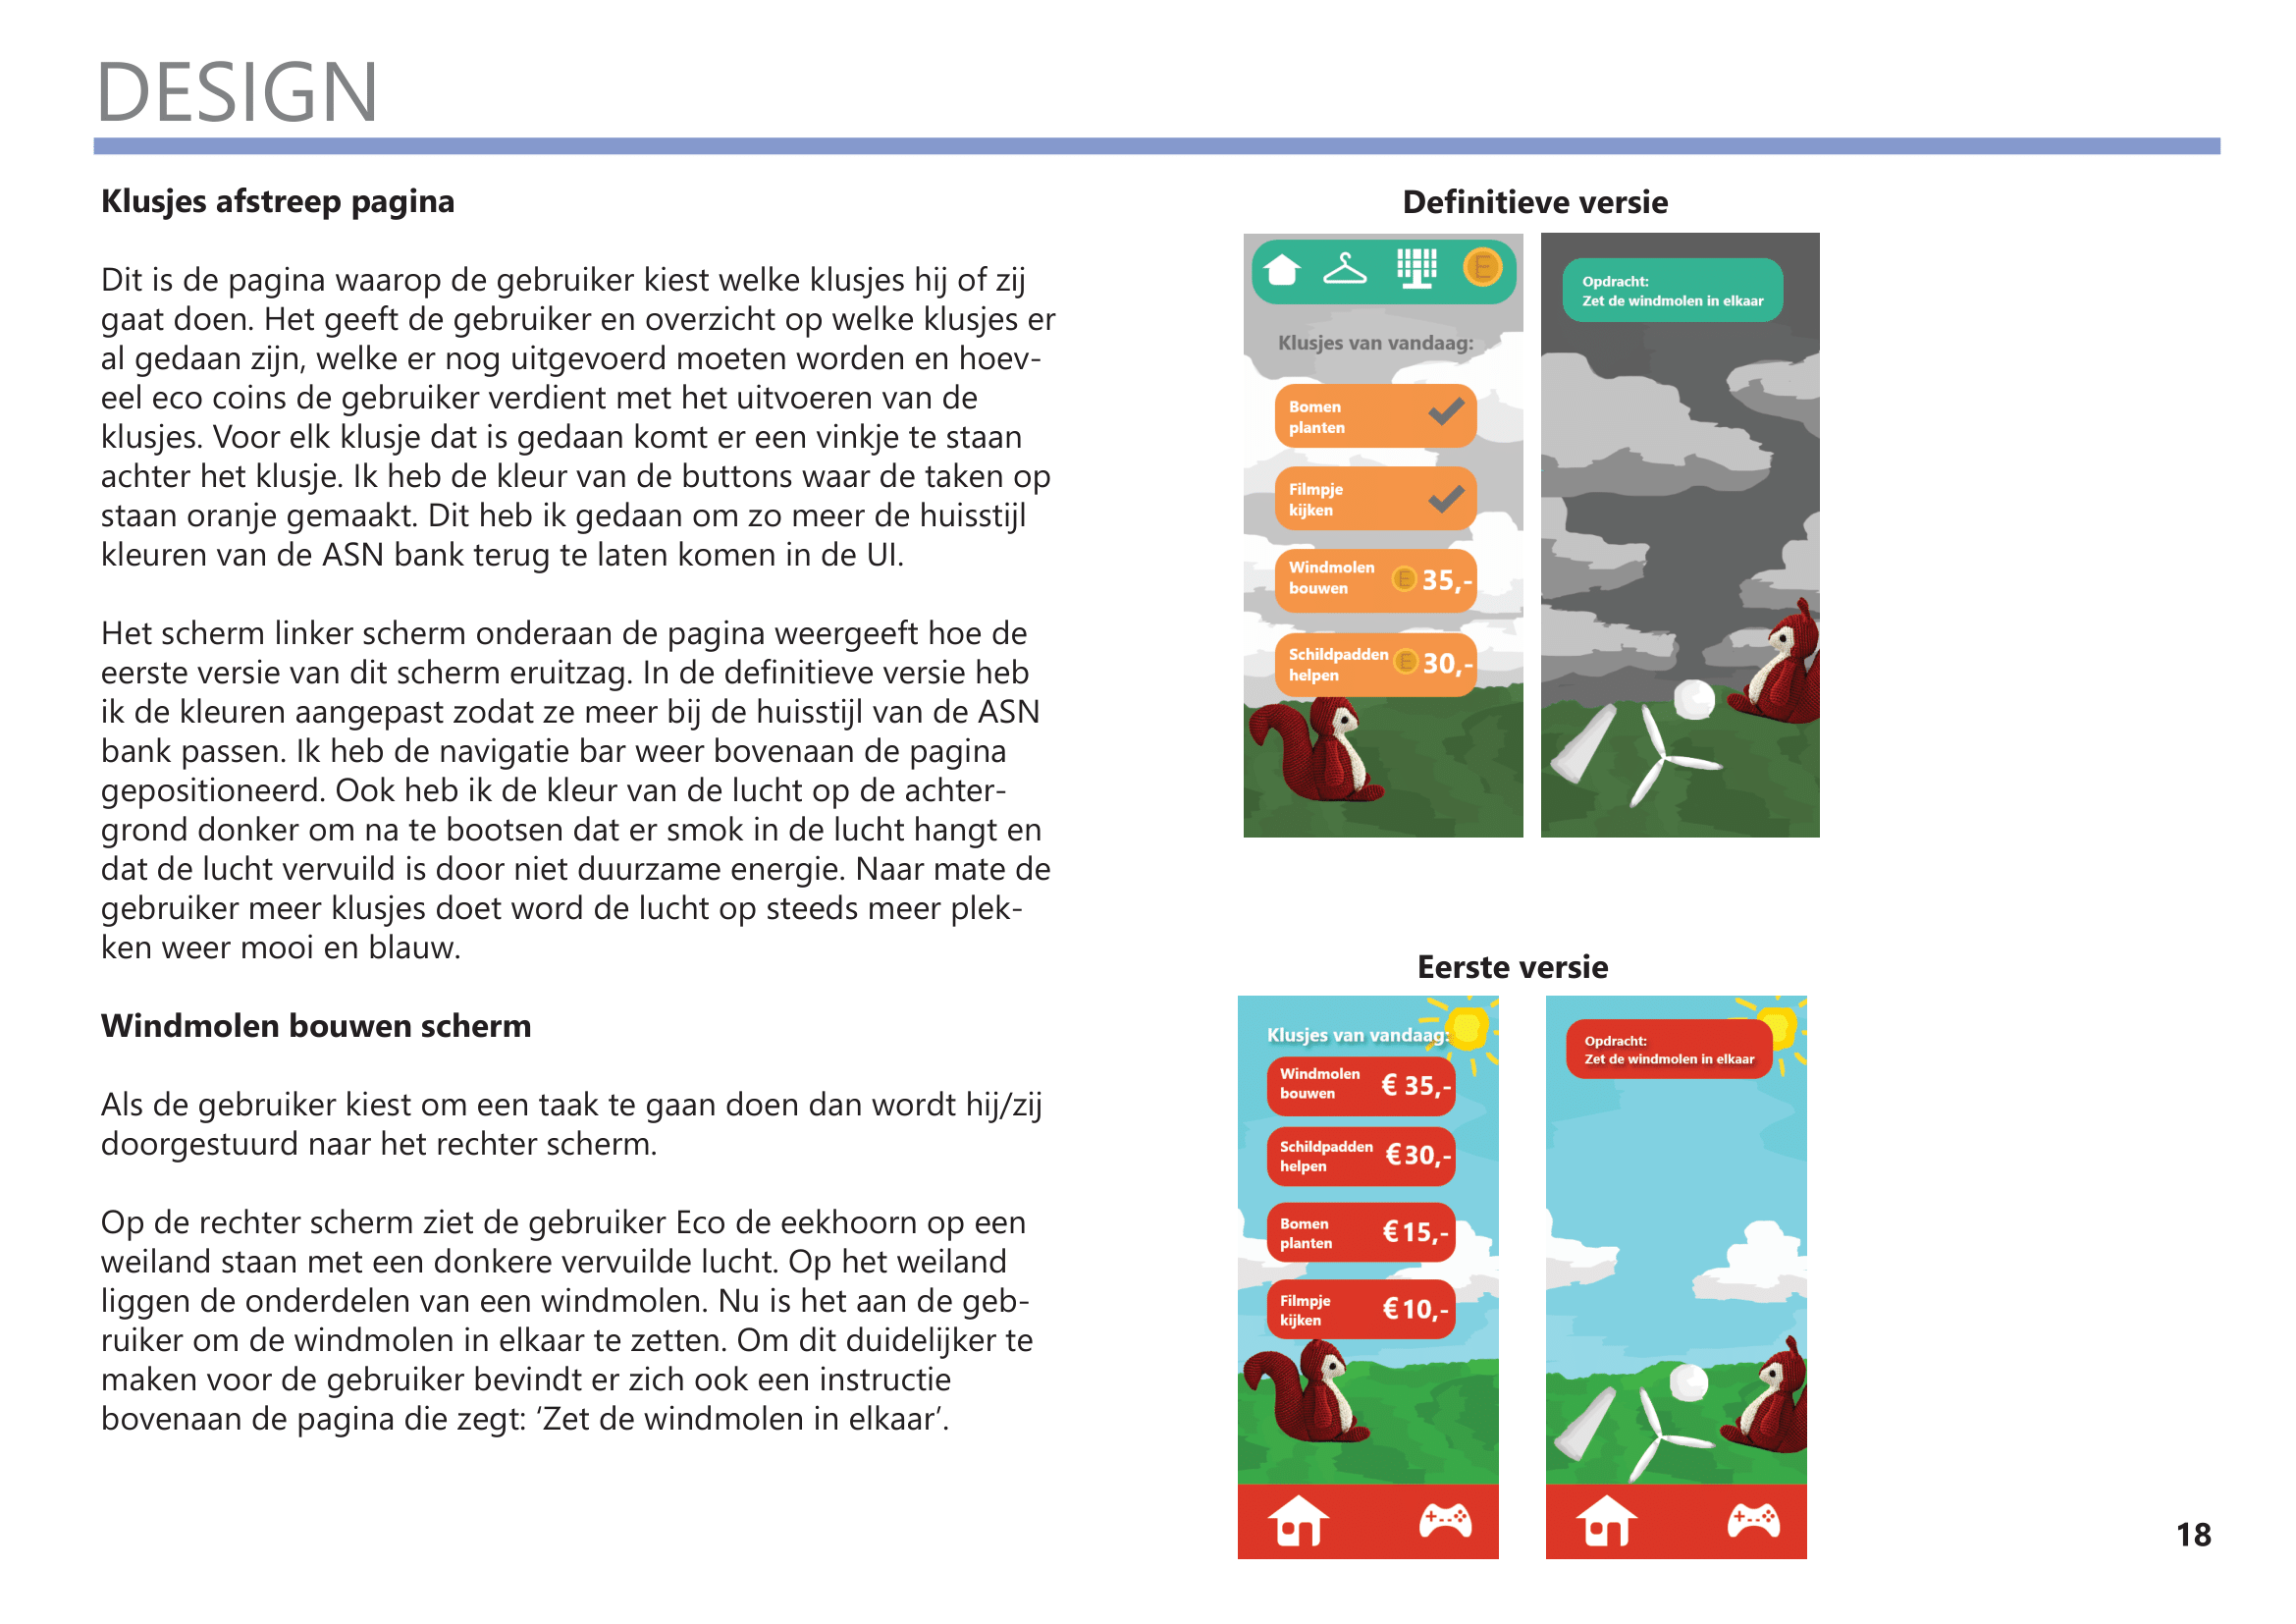 DESIGN
Klusjes afstreep pagina
Dit is de pagina waarop de gebruiker kiest welke klusjes hij of zij
gaat doen. Het geeft de gebruiker en overzicht op welke klusjes er
al gedaan zijn, welke er nog uitgevoerd moeten worden en hoev-
eel eco coins de gebruiker verdient met het uitvoeren van de
klusjes. Voor elk klusje dat is gedaan komt er een vinkje te staan
achter het klusje. Ik heb de kleur van de buttons waar de taken op
staan oranje gemaakt. Dit heb ik gedaan om zo meer de huisstijl
kleuren van de ASN bank terug te laten komen in de UI.
Het scherm linker scherm onderaan de pagina weergeeft hoe de
eerste versie van dit scherm eruitzag. In de definitieve versie heb
ik de kleuren aangepast zodat ze meer bij de huisstijl van de ASN
bank passen. Ik heb de navigatie bar weer bovenaan de pagina
gepositioneerd. Ook heb ik de kleur van de lucht op de achter-
grond donker om na te bootsen dat er smok in de lucht hangt en
dat de lucht vervuild is door niet duurzame energie. Naar mate de
gebruiker meer klusjes doet word de lucht op steeds meer plek-
ken weer mooi en blauw.
Windmolen bouwen scherm
Als de gebruiker kiest om een taak te gaan doen dan wordt hij/zij
doorgestuurd naar het rechter scherm.
Op de rechter scherm ziet de gebruiker Eco de eekhoorn op een
weiland staan met een donkere vervuilde lucht. Op het weiland
liggen de onderdelen van een windmolen. Nu is het aan de geb-
ruiker om de windmolen in elkaar te zetten. Om dit duidelijker te
maken voor de gebruiker bevindt er zich ook een instructie
bovenaan de pagina die zegt: ‘Zet de windmolen in elkaar’.
Definitieve versie
E
Klusjes van vandaag:
Bomen
planten
Filmpje
kijken
Windmolen
bouwen
E 35,-
Schildpadden
helpen
E 30,-
Opdracht:
Zet de windmolen in elkaar
Eerste versie
Klusjes van vandaag:
Windmolen
bouwen
€ 35,-
Schildpadden
helpen
€30,-
Bomen
planten
€15,-
Filmpje
kijken
€10,-
Opdracht:
Zet de windmolen in elkaar
18